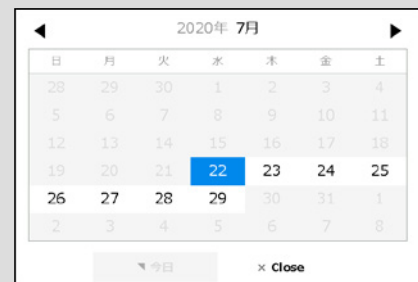 ◀ 2020年 7月 ▶
日 月 火 水 木 金 土
28 29 30 1 2 3 4
5 6 7 8 9 10 11
12 13 14 15 16 17 18
19 20 21 22 23 24 25
26 27 28 29 30 31 1
2 3 4 5 6 7 8
今日 × Close